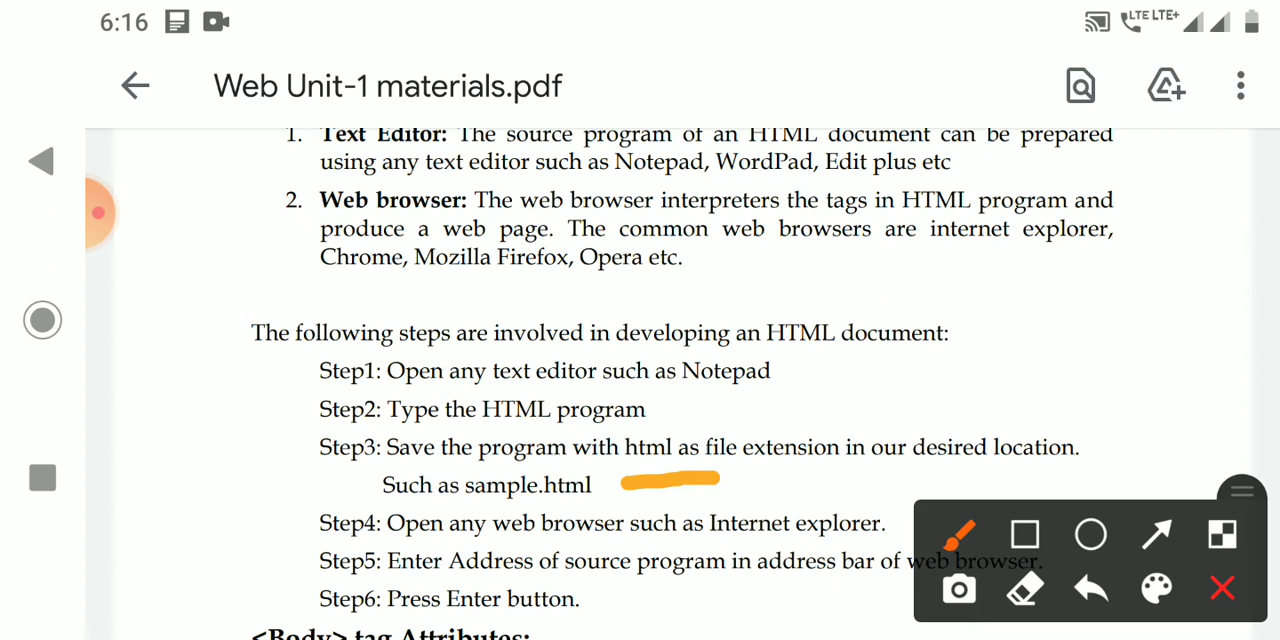 6:16
LTE LTE+
Web Unit-1 materials.pdf
1. Text Editor: The source program of an HTML document can be prepared
using any text editor such as Notepad, WordPad, Edit plus etc
2. Web browser: The web browser interpreters the tags in HTML program and
produce a web page. The common web browsers are internet explorer,
Chrome, Mozilla Firefox, Opera etc.
The following steps are involved in developing an HTML document:
Step1: Open any text editor such as Notepad
Step2: Type the HTML program
Step3: Save the program with html as file extension in our desired location.
Such as sample.html
Step4: Open any web browser such as Internet explorer.
Step5: Enter Address of source program in address bar of web browser.
Step6: Press Enter button.
<Body> tag Attributes: